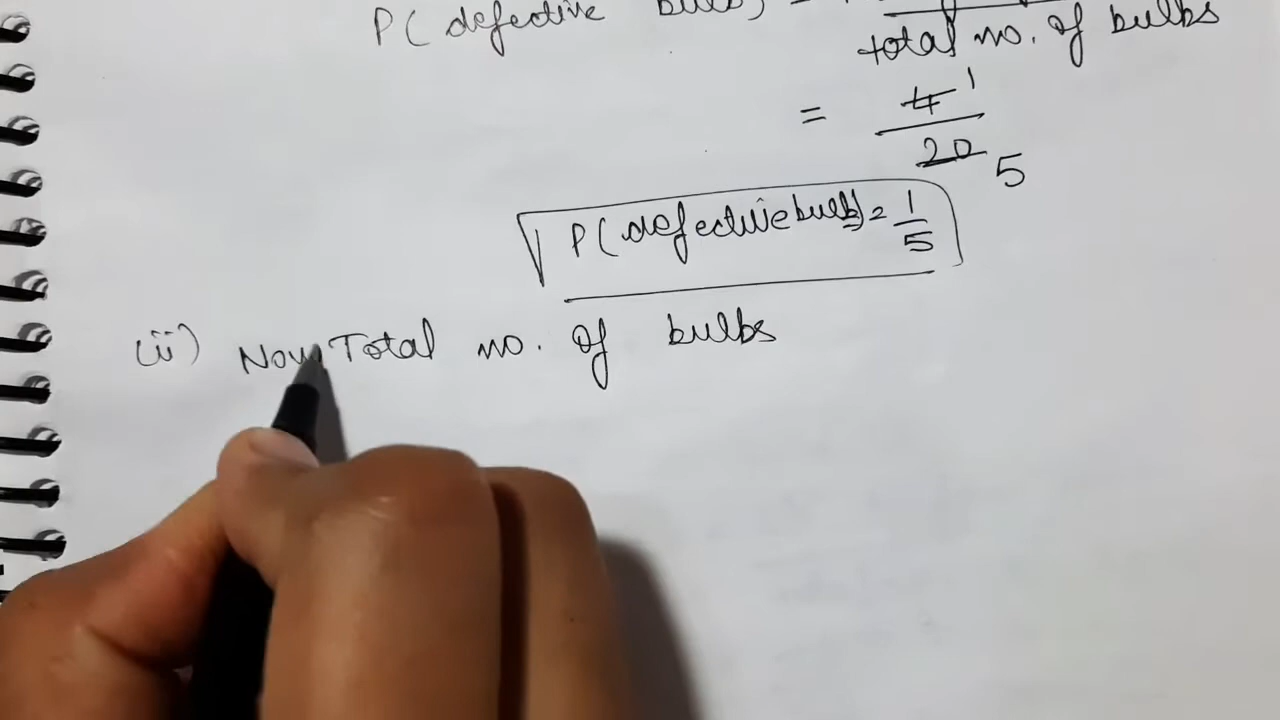 P( defective bulb) =
total no. of bulbs
= 4 1
20 5
P(defective bulb) = 1
5
(ii) Now Total no. of bulbs